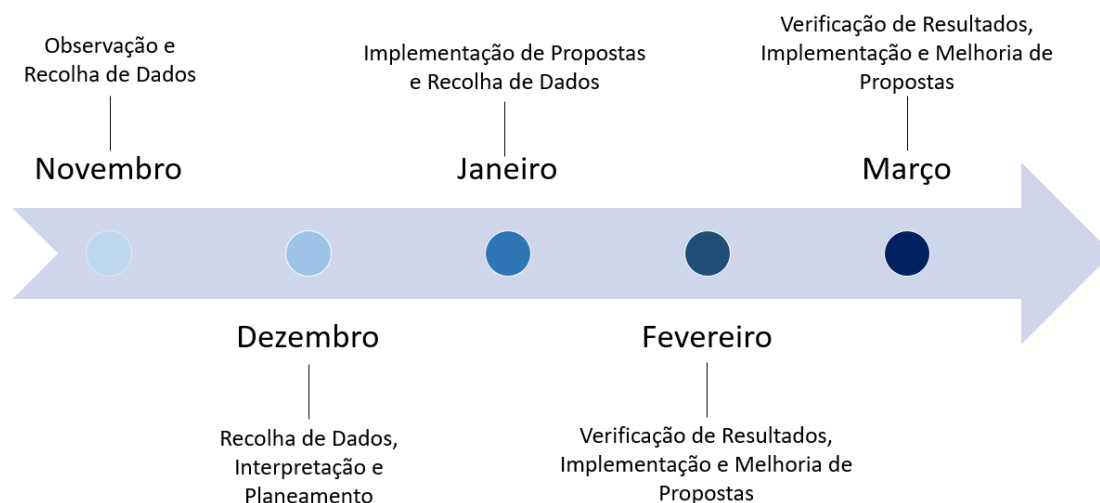 Observação e
Recolha de Dados
Novembro
Implementação de Propostas
e Recolha de Dados
Janeiro
Verificação de Resultados,
Implementação e Melhoria de
Propostas
Março
Dezembro
Recolha de Dados,
Interpretação e
Planeamento
Fevereiro
Verificação de Resultados,
Implementação e Melhoria de
Propostas